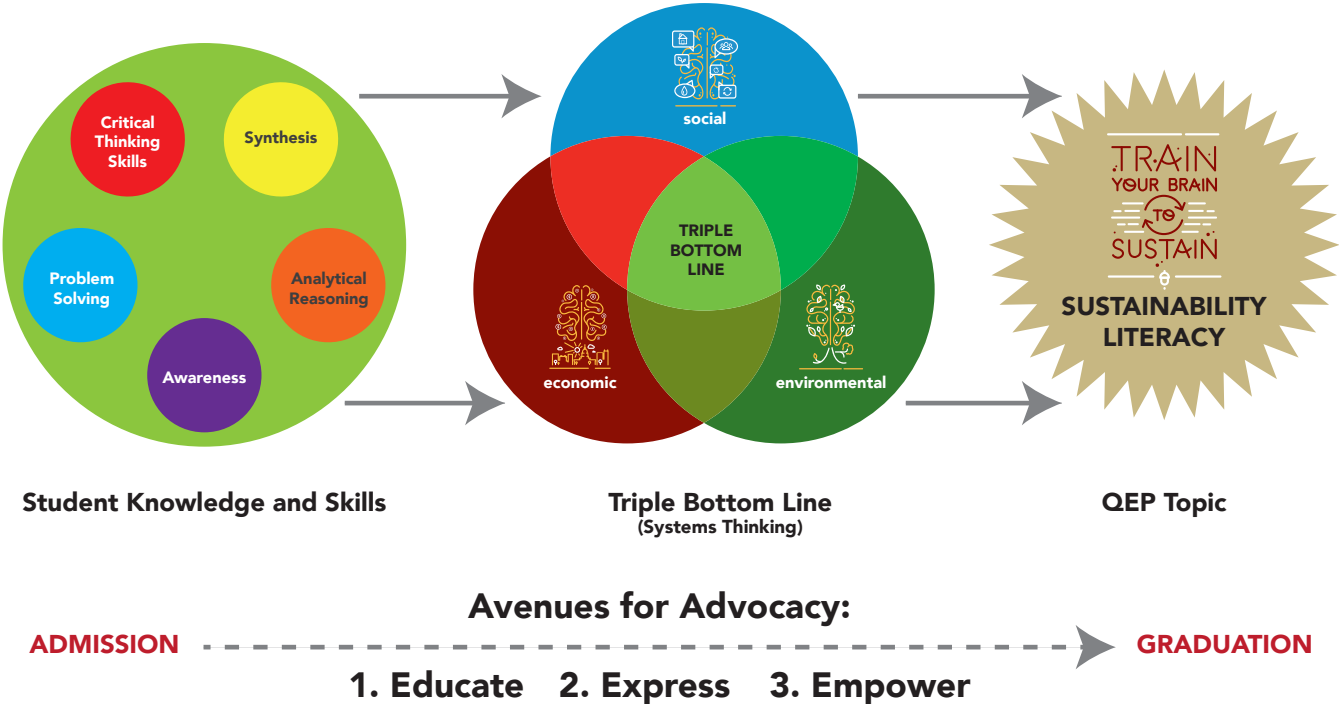 Critical
Thinking
Skills
Synthesis
Problem
Solving
Analytical
Reasoning
Awareness
social
TRIPLE
BOTTOM
LINE
economic
environmental
TRAIN
YOUR BRAIN
TO
SUSTAIN
SUSTAINABILITY
LITERACY
Student Knowledge and Skills
Triple Bottom Line
(Systems Thinking)
QEP Topic
Avenues for Advocacy:
ADMISSION
GRADUATION
1. Educate 2. Express 3. Empower